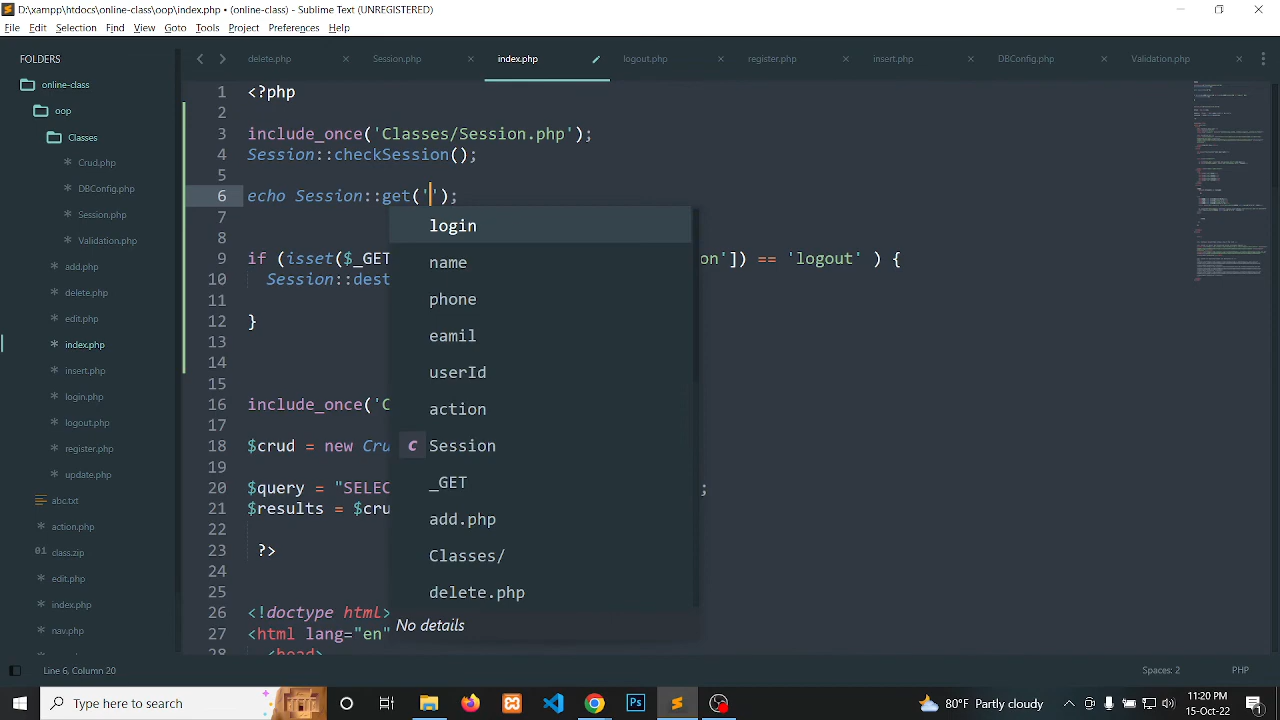 D:\xampp\htdocs\online-class\oop\index.php • (online-class) - Sublime Text (UNREGISTERED)
File Edit Selection Find View Goto Tools Project Preferences Help
FOLDERS
online-class
oop
Classes
Crud.php
DBConfig.php
Session.php
Validation.php
add.php
delete.php
edit.php
index.php
insert.php
login.php
logout.php
register.php
update.php
abc.txt
action.php
class.zip
edit.php
index.php
nav.php
delete.php Session.php index.php logout.php register.php insert.php DBConfig.php Validation.php
1 <?php
2
3 include_once('Classes/Session.php');
4 Session::checkSession();
5
6 echo Session::get('');
7
8
9 if (isset($_GET on']) == 'logout' ) {
10 Session::dest
11
12 }
13
14
15
16 include_once('C
17
18 $crud = new Cru
19
20 $query = "SELEC ;
21 $results = $cru
22
23 ?>
24
25
26 <!doctype html>
27 <html lang="en"
28 <head>
login
name
phone
eamil
userId
action
c Session
_GET
add.php
Classes/
delete.php
No details
Line 6, Column 20 Spaces: 2 PHP
Type here to search
80°F Partly cloudy
11:20 PM
15-Oct-22